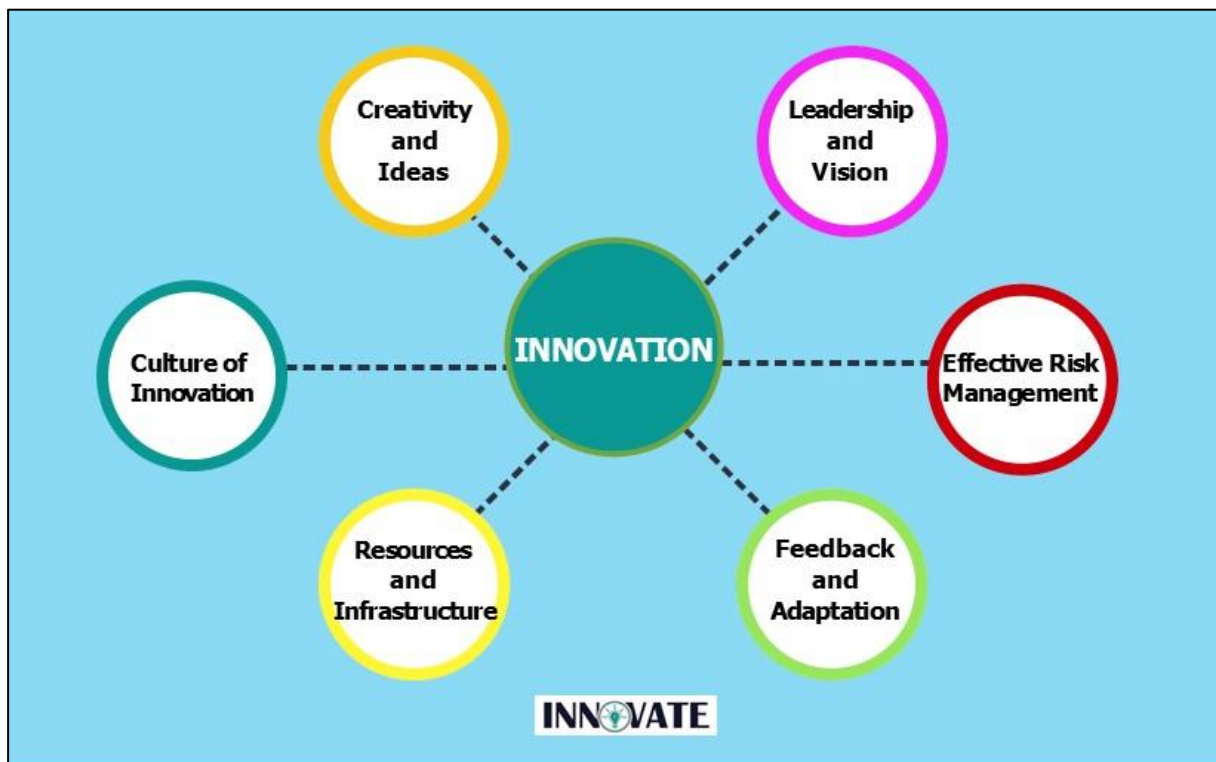 Creativity
and
Ideas
Leadership
and
Vision
INNOVATION
Culture of
Innovation
Effective Risk
Management
Resources
and
Infrastructure
Feedback
and
Adaptation
INNOVATE